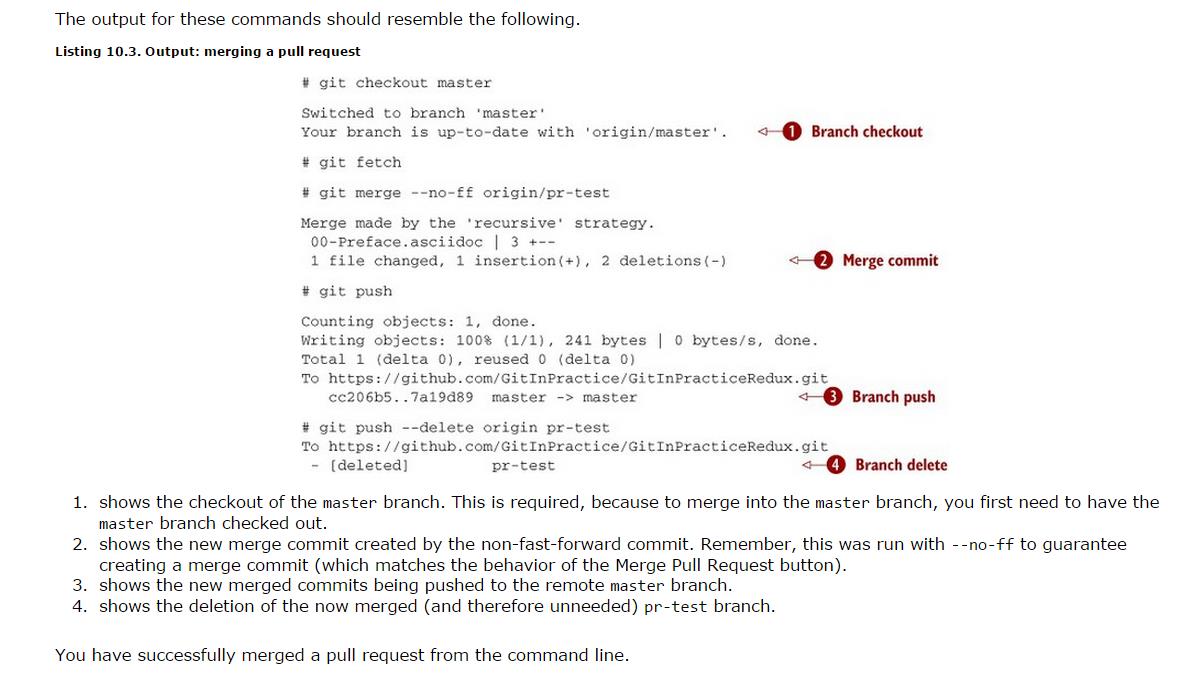 The output for these commands should resemble the following.
Listing 10.3. Output: merging a pull request
# git checkout master
Switched to branch 'master'
Your branch is up-to-date with 'origin/master'.
1 Branch checkout
# git fetch
# git merge --no-ff origin/pr-test
Merge made by the 'recursive' strategy.
00-Preface.asciidoc | 3 +--
1 file changed, 1 insertion(+), 2 deletions(-)
2 Merge commit
# git push
Counting objects: 1, done.
Writing objects: 100% (1/1), 241 bytes | 0 bytes/s, done.
Total 1 (delta 0), reused 0 (delta 0)
To https://github.com/GitInPractice/GitInPracticeRedux.git
cc206b5..7a19d89 master -> master
3 Branch push
# git push --delete origin pr-test
To https://github.com/GitInPractice/GitInPracticeRedux.git
- [deleted] pr-test
4 Branch delete
1. shows the checkout of the master branch. This is required, because to merge into the master branch, you first need to have the
master branch checked out.
2. shows the new merge commit created by the non-fast-forward commit. Remember, this was run with --no-ff to guarantee
creating a merge commit (which matches the behavior of the Merge Pull Request button).
3. shows the new merged commits being pushed to the remote master branch.
4. shows the deletion of the now merged (and therefore unneeded) pr-test branch.
You have successfully merged a pull request from the command line.